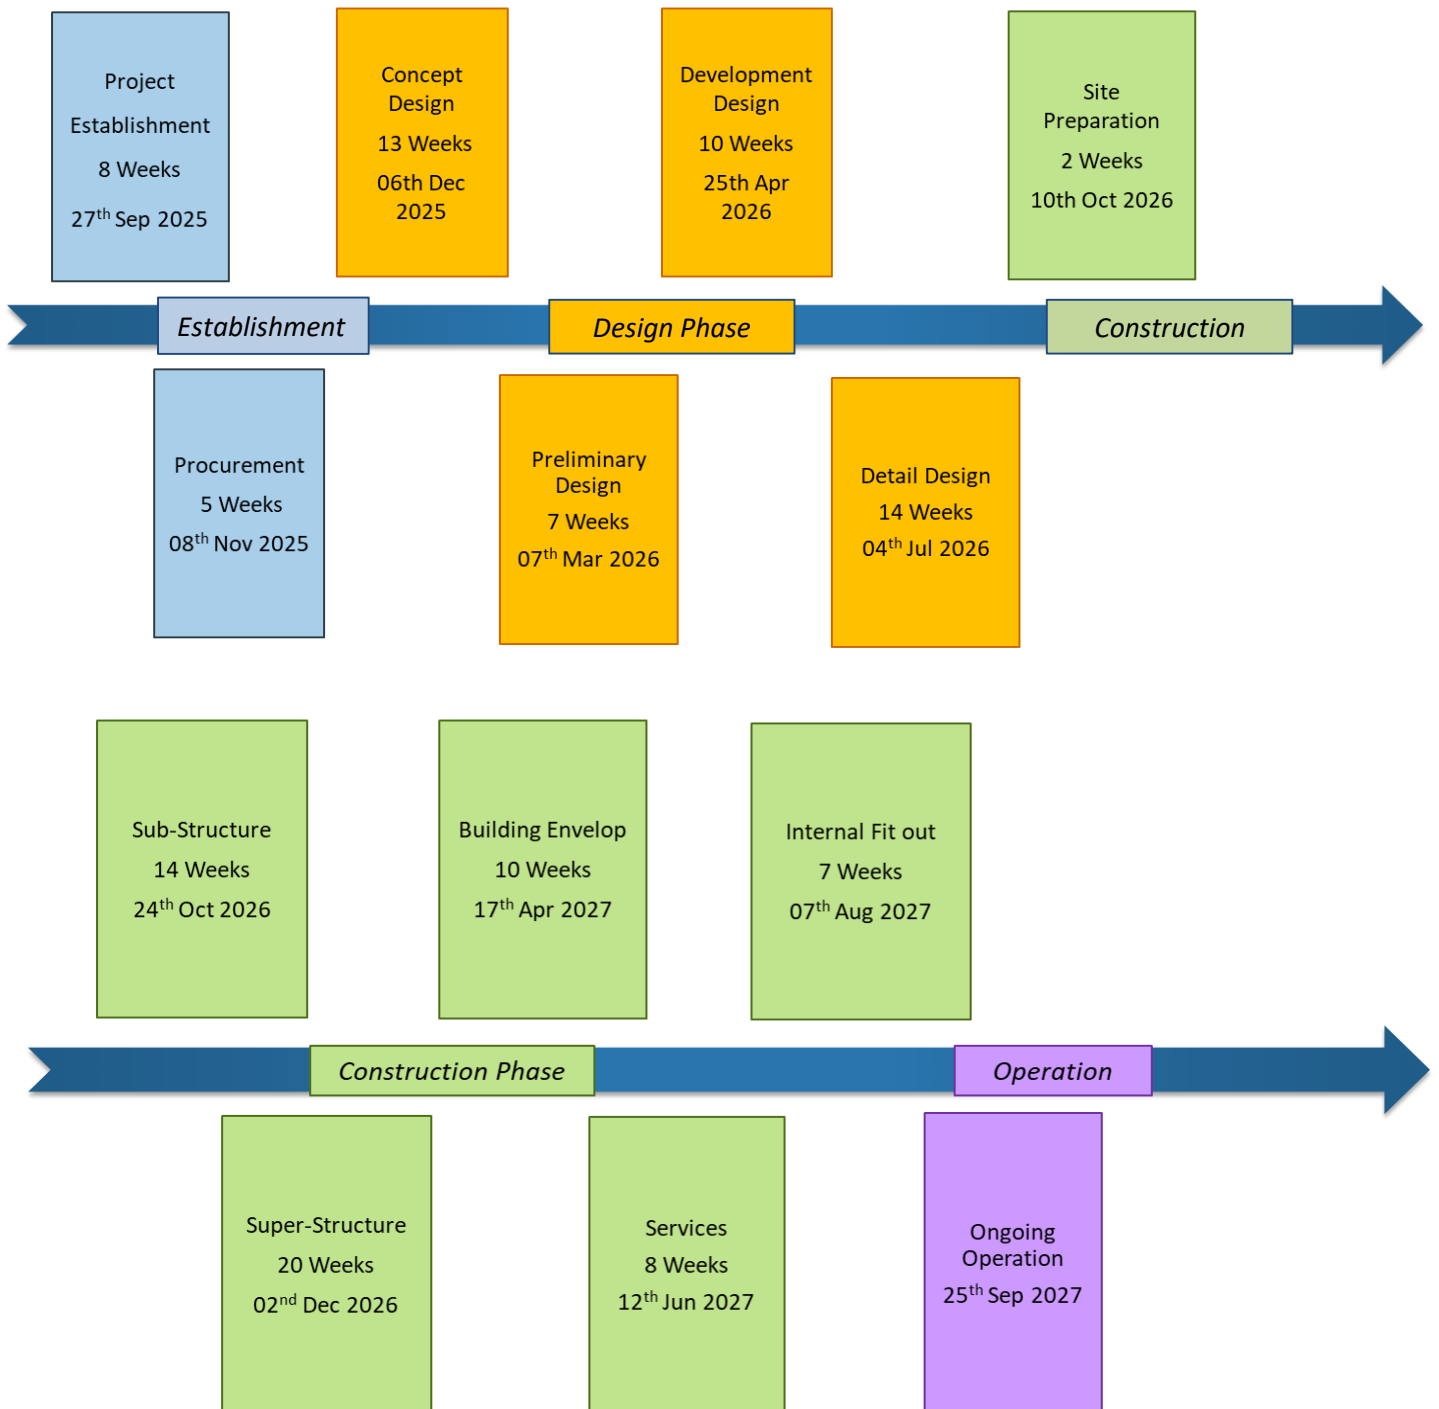 Project
Establishment
8 Weeks
27th Sep 2025
Concept
Design
13 Weeks
06th Dec
2025
Development
Design
10 Weeks
25th Apr
2026
Site
Preparation
2 Weeks
10th Oct 2026
Establishment
Design Phase
Construction
Procurement
5 Weeks
08th Nov 2025
Preliminary
Design
7 Weeks
07th Mar 2026
Detail Design
14 Weeks
04th Jul 2026
Sub-Structure
14 Weeks
24th Oct 2026
Building Envelop
10 Weeks
17th Apr 2027
Internal Fit out
7 Weeks
07th Aug 2027
Construction Phase
Operation
Super-Structure
20 Weeks
02nd Dec 2026
Services
8 Weeks
12th Jun 2027
Ongoing
Operation
25th Sep 2027